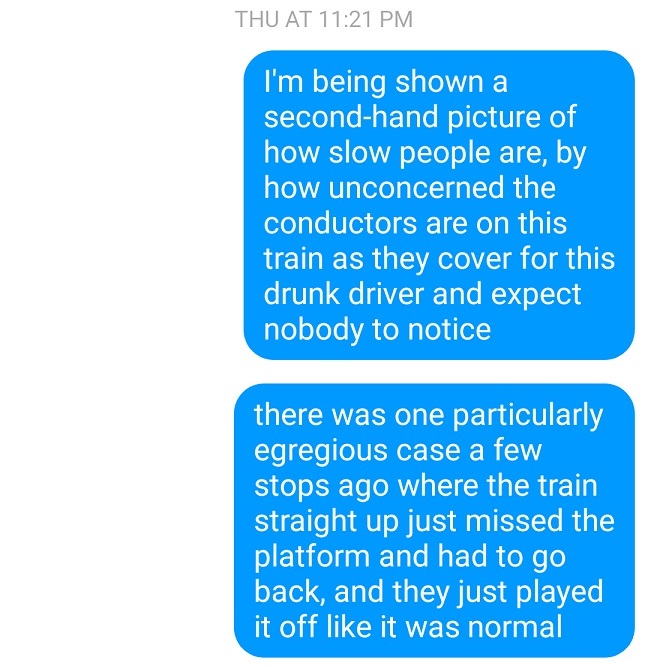 THU AT 11:21 PM
I'm being shown a
second-hand picture of
how slow people are, by
how unconcerned the
conductors are on this
train as they cover for this
drunk driver and expect
nobody to notice
there was one particularly
egregious case a few
stops ago where the train
straight up just missed the
platform and had to go
back, and they just played
it off like it was normal